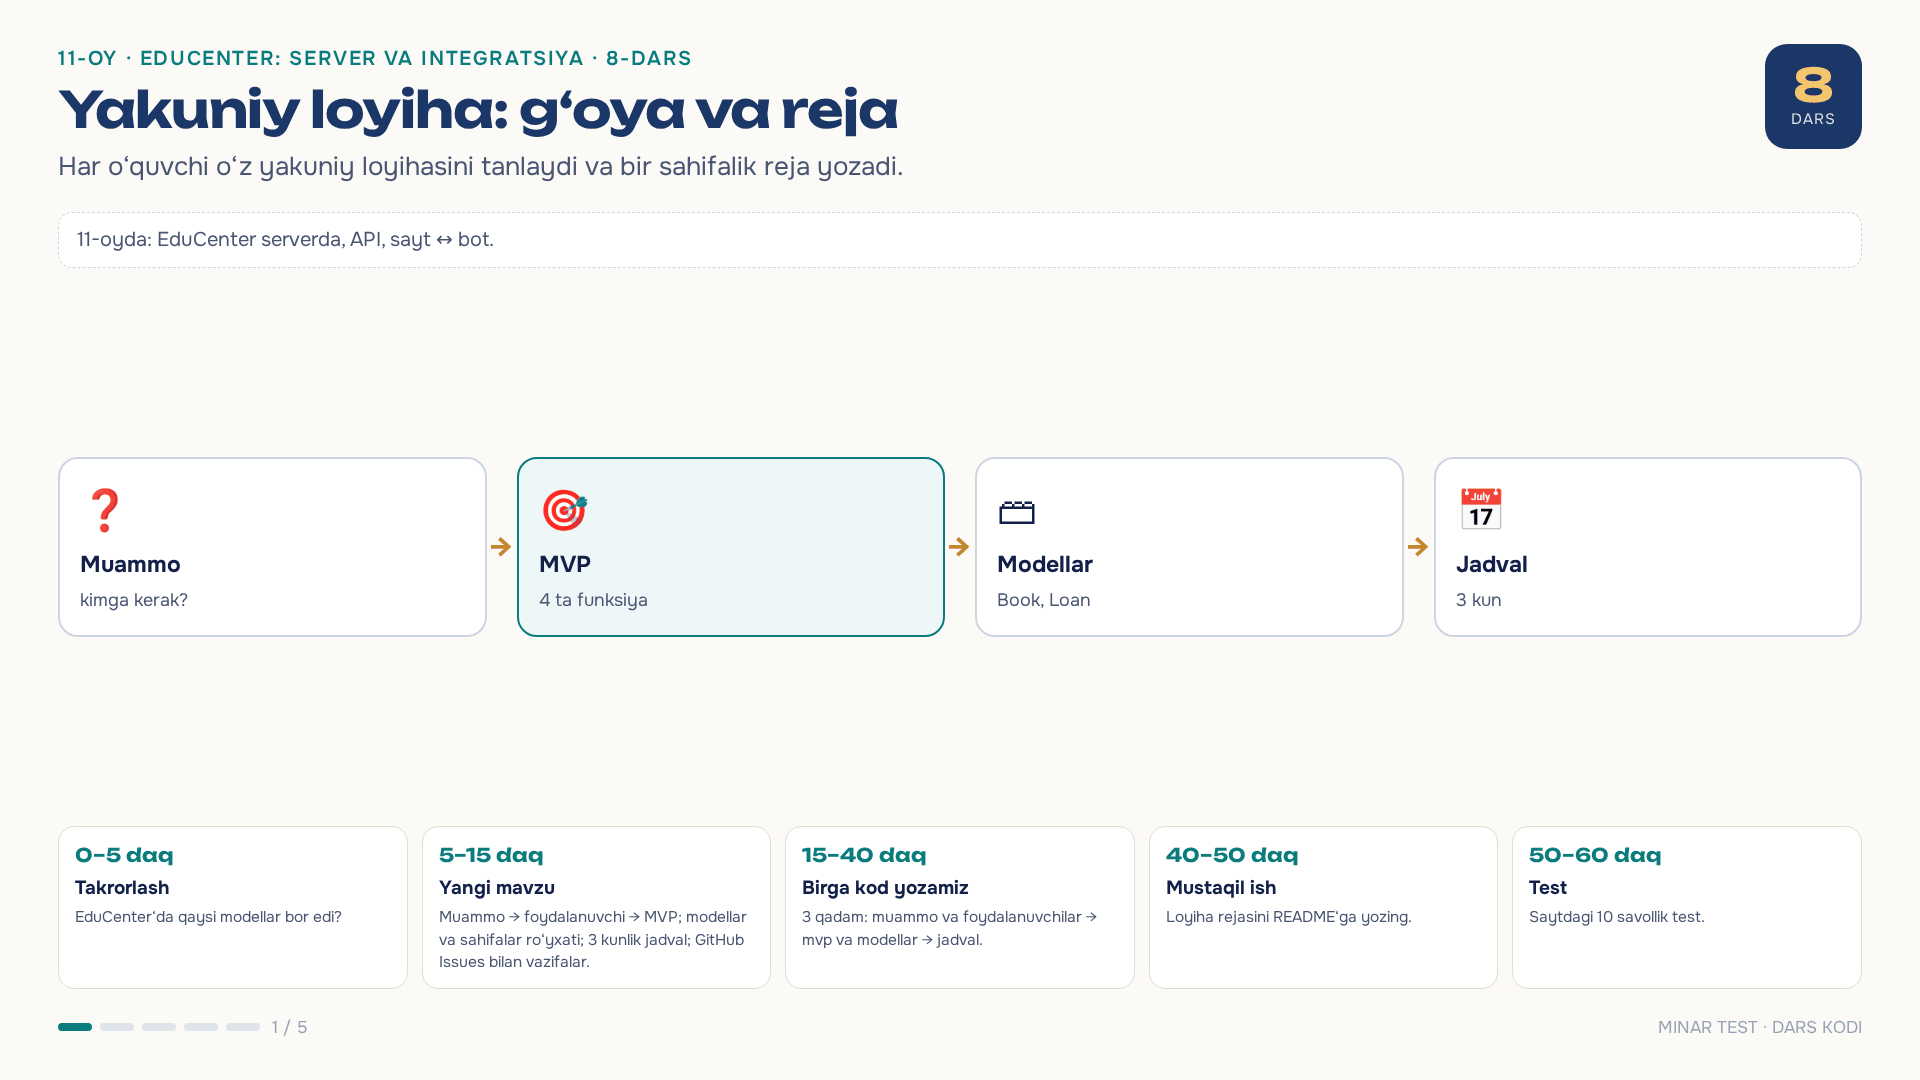 11-OY · EDUCENTER: SERVER VA INTEGRATSIYA · 8-DARS
Yakuniy loyiha: g‘oya va reja
Har o‘quvchi o‘z yakuniy loyihasini tanlaydi va bir sahifalik reja yozadi.
8
DARS
11-oyda: EduCenter serverda, API, sayt ↔ bot.
❓
Muammo
kimga kerak?
→
MVP
4 ta funksiya
→
Modellar
Book, Loan
→
July
17
Jadval
3 kun
0–5 daq
Takrorlash
EduCenter‘da qaysi modellar bor edi?
5–15 daq
Yangi mavzu
Muammo → foydalanuvchi → MVP; modellar
va sahifalar ro‘yxati; 3 kunlik jadval; GitHub
Issues bilan vazifalar.
15–40 daq
Birga kod yozamiz
3 qadam: muammo va foydalanuvchilar →
mvp va modellar → jadval.
40–50 daq
Mustaqil ish
Loyiha rejasini README‘ga yozing.
50–60 daq
Test
Saytdagi 10 savollik test.
1 / 5
MINAR TEST · DARS KODI